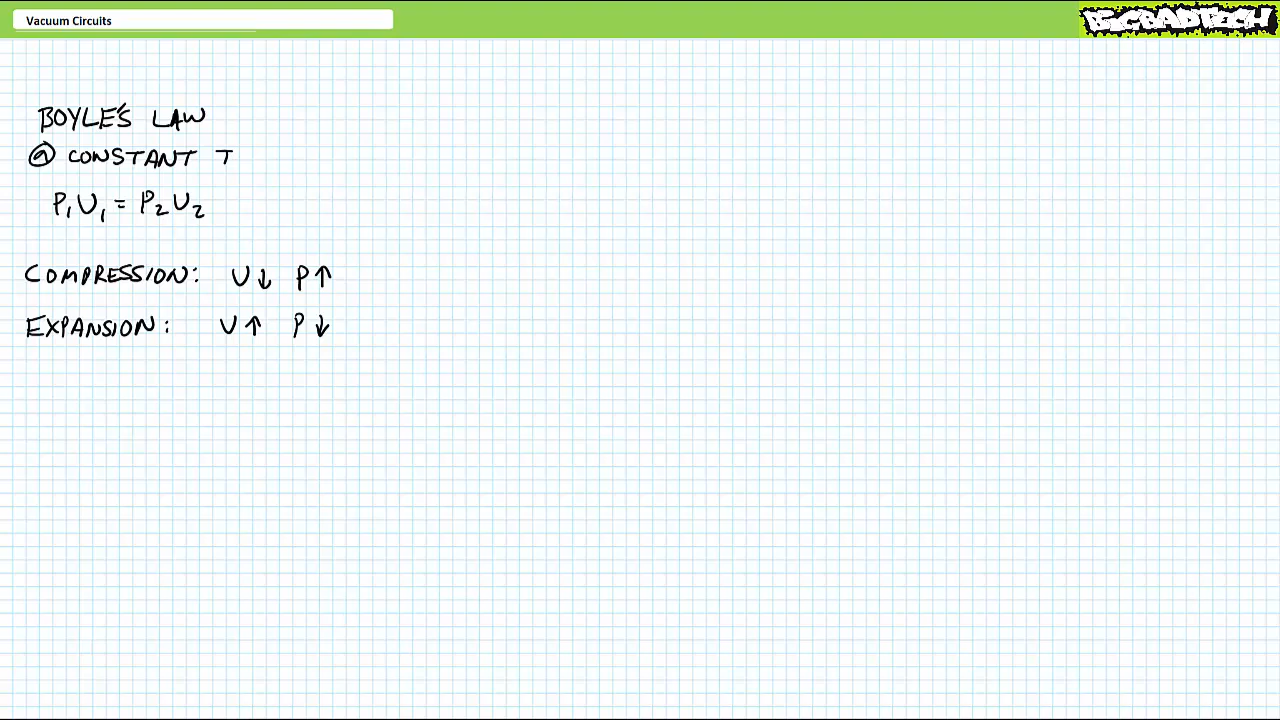 Vacuum Circuits
BIGBADTECH
BOYLE'S LAW
@ CONSTANT T
P₁V₁ = P₂V₂
COMPRESSION: V↓ P↑
EXPANSION: V↑ P↓